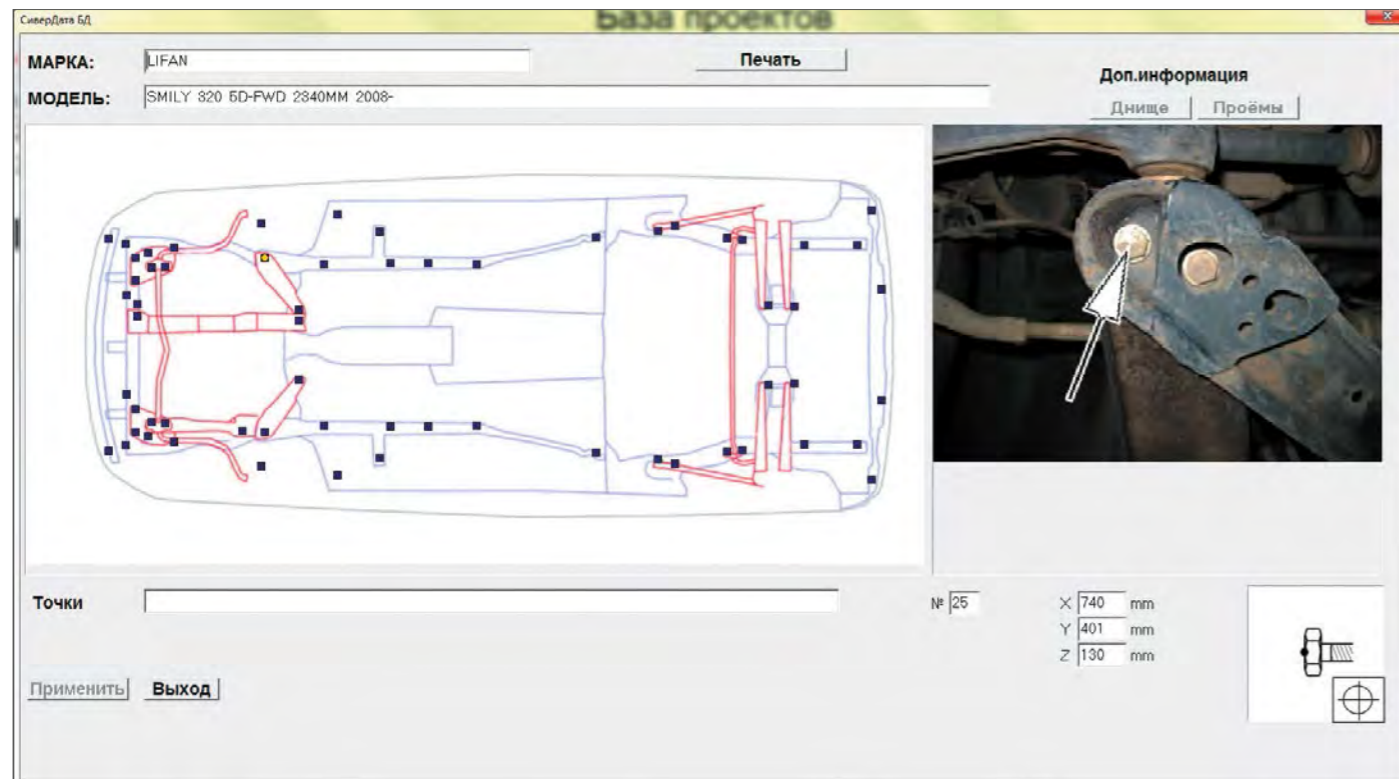 СиверДата БД
База проектов
МАРКА: LIFAN
Печать
МОДЕЛЬ: SMILY 320 5D-FWD 2340MM 2008-
Доп.информация
Днище Проёмы
Точки
№ 25
X 740 mm
Y 401 mm
Z 130 mm
Применить Выход